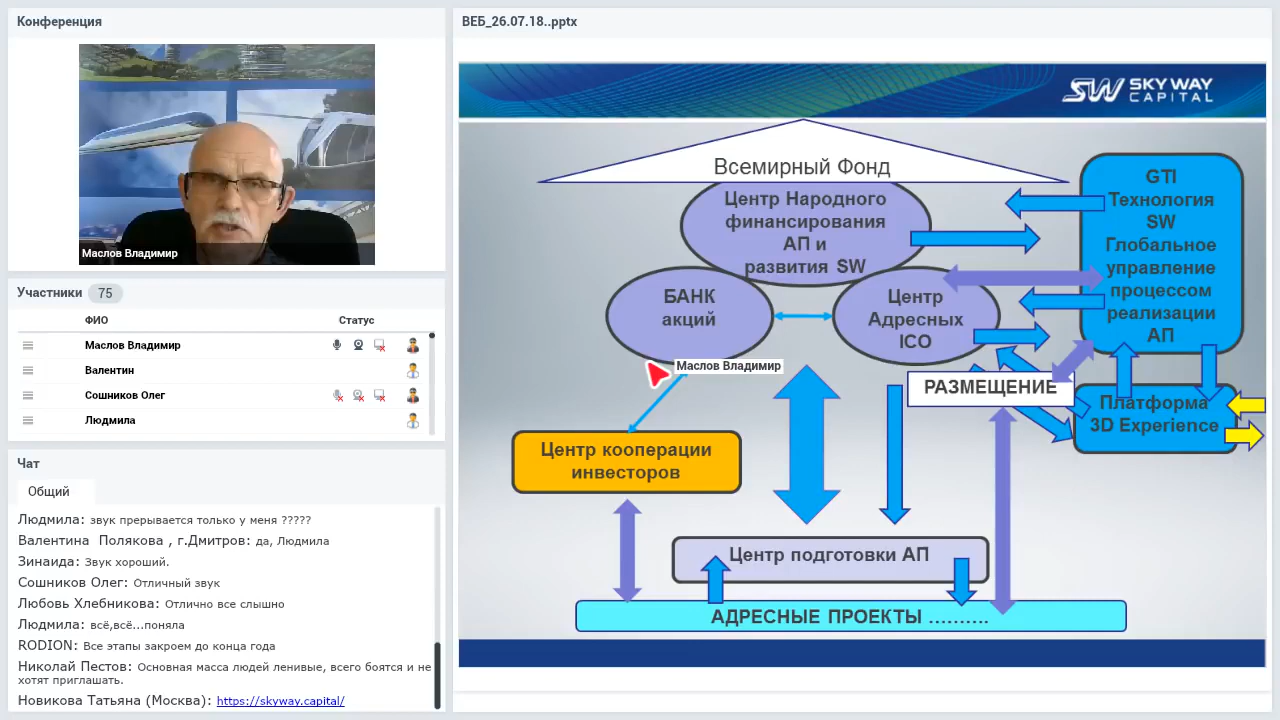 Конференция
Маслов Владимир
Участники 75
ФИО Статус
Маслов Владимир
Валентин
Сошников Олег
Людмила
Чат
Общий
Людмила: звук прерывается только у меня ?????
Валентина Полякова , г.Дмитров: да, Людмила
Зинаида: Звук хороший.
Сошников Олег: Отличный звук
Любовь Хлебникова: Отлично все слышно
Людмила: всё,всё...поняла
RODION: Все этапы закроем до конца года
Николай Пестов: Основная масса людей ленивые, всего боятся и не
хотят приглашать.
Новикова Татьяна (Москва): https://skyway.capital/
ВЕБ_26.07.18..pptx
SW SKY WAY
CAPITAL
Всемирный Фонд
Центр Народного
финансирования
АП и
развития SW
БАНК
акций
Центр
Адресных
ICO
Маслов Владимир
РАЗМЕЩЕНИЕ
GTI
Технология
SW
Глобальное
управление
процессом
реализации
АП
Платформа
3D Experience
Центр кооперации
инвесторов
Центр подготовки АП
АДРЕСНЫЕ ПРОЕКТЫ ……….